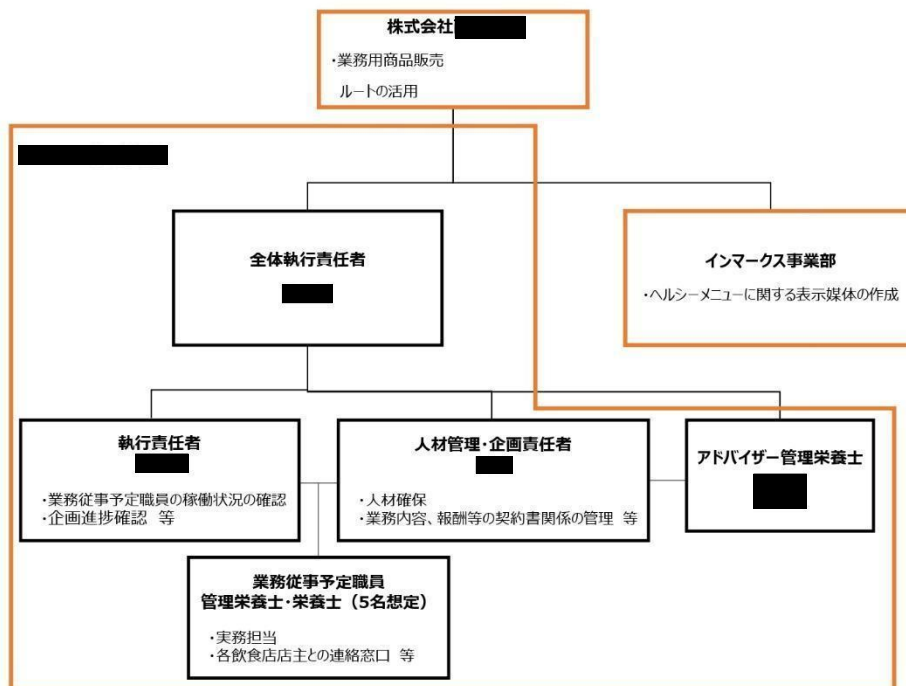 株式会社
・業務用商品販売
ルートの活用
全体執行責任者
インマークス事業部
・ヘルシーメニューに関する表示媒体の作成
執行責任者
・業務従事予定職員の稼働状況の確認
・企画進捗確認 等
人材管理・企画責任者
・人材確保
・業務内容、報酬等の契約書関係の管理 等
アドバイザー管理栄養士
業務従事予定職員
管理栄養士・栄養士（5名想定）
・実務担当
・各飲食店店主との連絡窓口 等